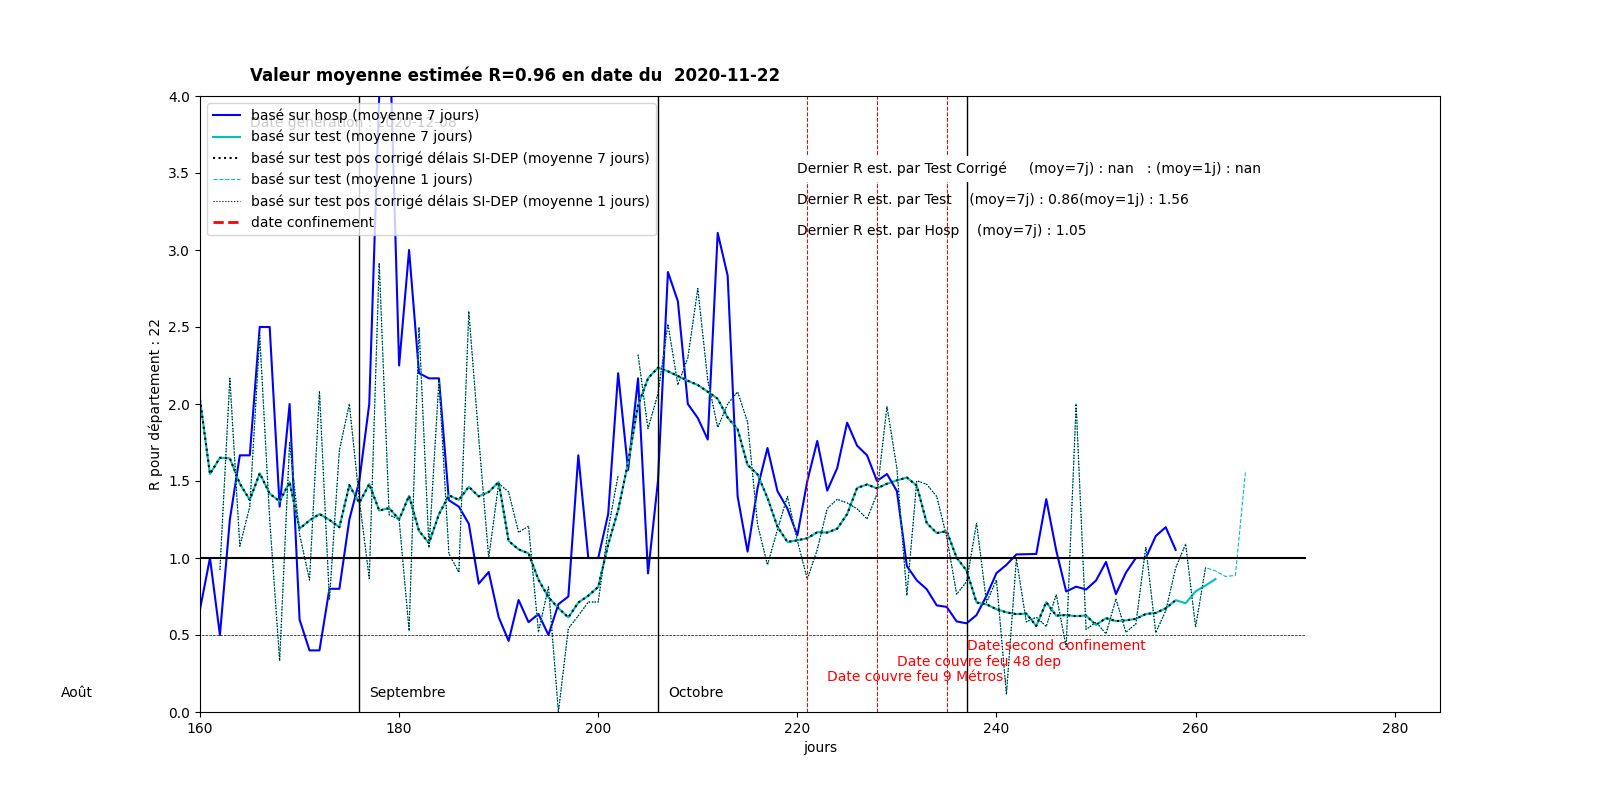 Valeur moyenne estimée R=0.96 en date du  2020-11-22
Date génération : 2020-12-08
basé sur hosp (moyenne 7 jours)
basé sur test (moyenne 7 jours)
basé sur test pos corrigé délais SI-DEP (moyenne 7 jours)
basé sur test (moyenne 1 jours)
basé sur test pos corrigé délais SI-DEP (moyenne 1 jours)
date confinement
Dernier R est. par Test Corrigé     (moy=7j) : nan   : (moy=1j) : nan
Dernier R est. par Test    (moy=7j) : 0.86(moy=1j) : 1.56
Dernier R est. par Hosp    (moy=7j) : 1.05
R pour département : 22
4.0
3.5
3.0
2.5
2.0
1.5
1.0
0.5
0.0
Date second confinement
Date couvre feu 48 dep
Date couvre feu 9 Métros
Août
Septembre
Octobre
160 180 200 220 240 260 280
jours